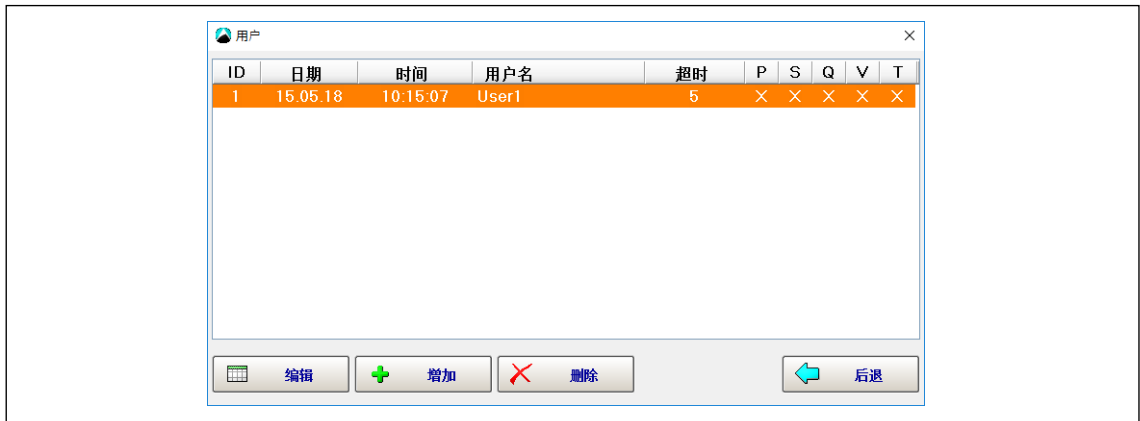 用户
ID 日期 时间 用户名 超时 P S Q V T
1 15.05.18 10:15:07 User1 5 X X X X X
编辑 增加 删除 后退